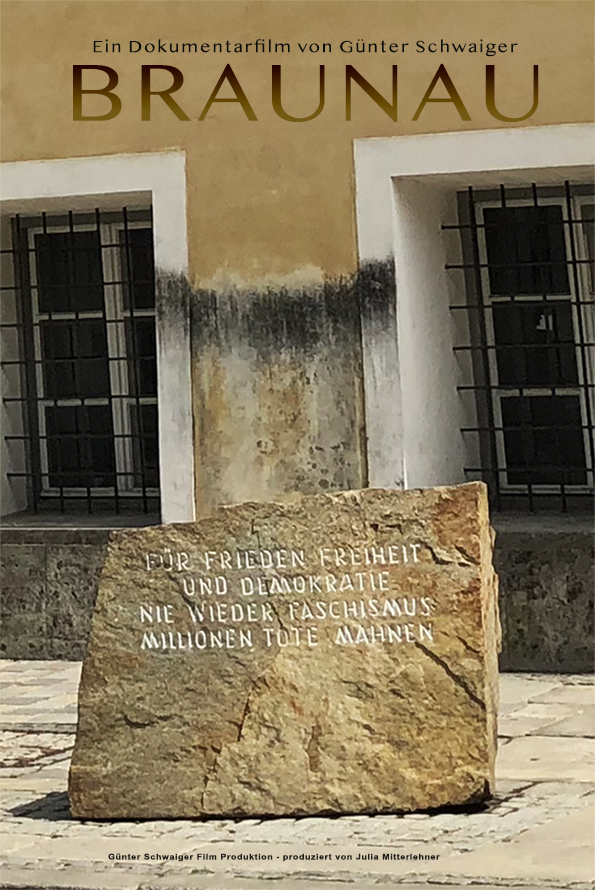 Ein Dokumentarfilm von Günter Schwaiger
BRAUNAU
FÜR FRIEDEN FREIHEIT
UND DEMOKRATIE
NIE WIEDER FASCHISMUS
MILLIONEN TOTE MAHNEN
Günter Schwaiger Film Produktion - produziert von Julia Mitterlehner